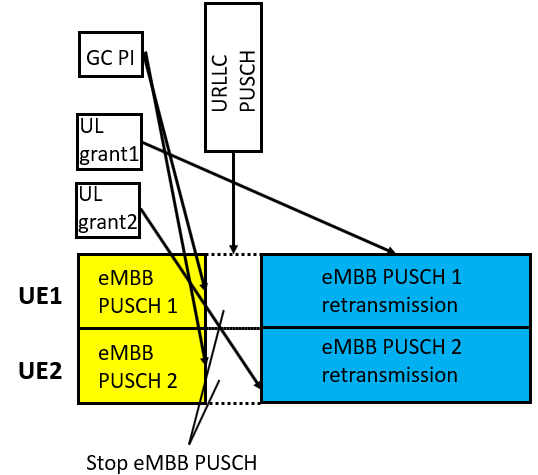 GC PI
URLLC
PUSCH
UL
grant1
UL
grant2
UE1
eMBB
PUSCH 1
eMBB PUSCH 1
retransmission
UE2
eMBB
PUSCH 2
eMBB PUSCH 2
retransmission
Stop eMBB PUSCH